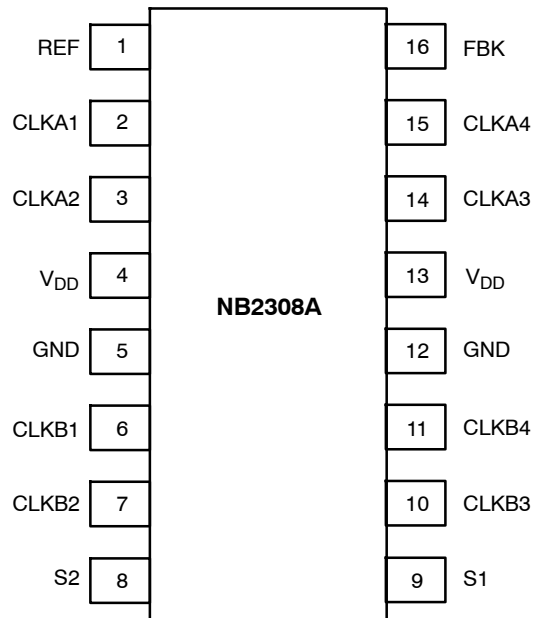 REF 1 16 FBK
CLKA1 2 15 CLKA4
CLKA2 3 14 CLKA3
VDD 4 13 VDD
NB2308A
GND 5 12 GND
CLKB1 6 11 CLKB4
CLKB2 7 10 CLKB3
S2 8 9 S1